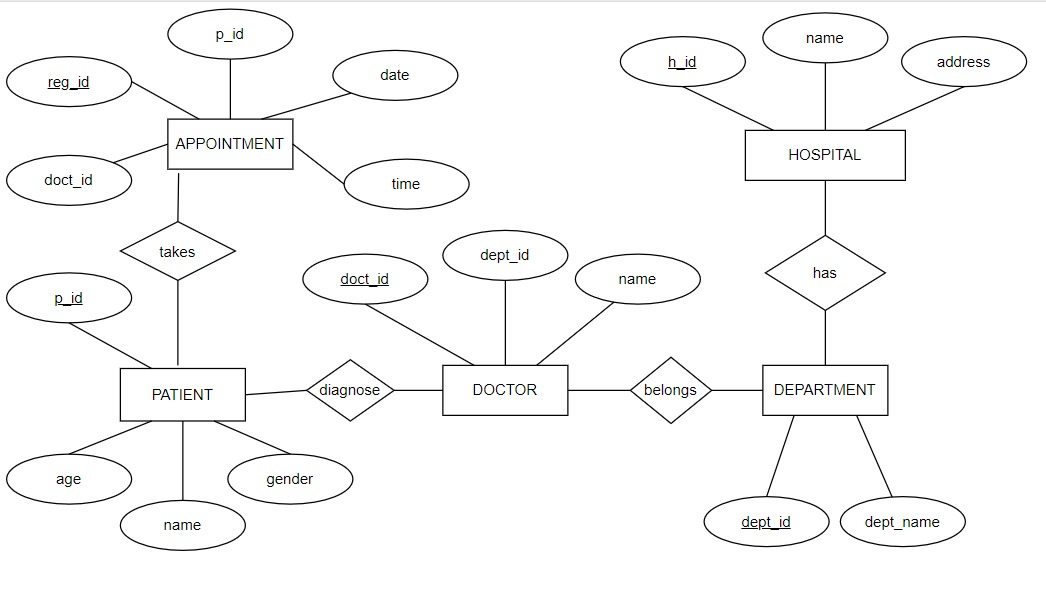 p_id
name
h_id
address
date
reg_id
APPOINTMENT
HOSPITAL
doct_id
time
takes
dept_id
has
doct_id
name
p_id
PATIENT
diagnose
DOCTOR
belongs
DEPARTMENT
age
gender
name
dept_id
dept_name